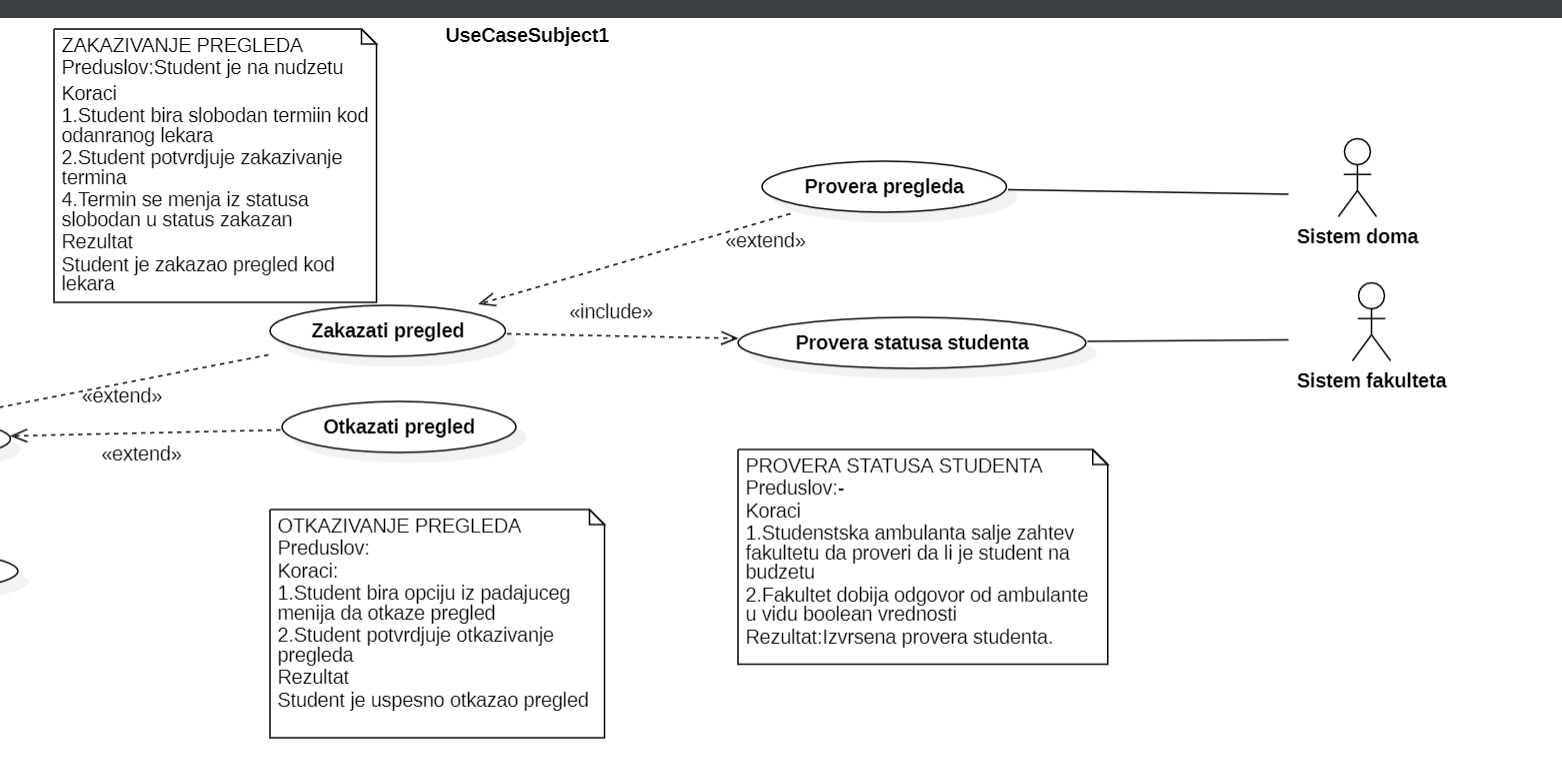 UseCaseSubject1
ZAKAZIVANJE PREGLEDA
Preduslov:Student je na nudzetu
Koraci
1.Student bira slobodan termiin kod
odanranog lekara
2.Student potvrdjuje zakazivanje
termina
4.Termin se menja iz statusa
slobodan u status zakazan
Rezultat
Student je zakazao pregled kod
lekara
Provera pregleda
Sistem doma
«extend»
«include»
Zakazati pregled
Provera statusa studenta
Sistem fakulteta
«extend»
Otkazati pregled
«extend»
OTKAZIVANJE PREGLEDA
Preduslov:
Koraci:
1.Student bira opciju iz padajuceg
menija da otkaze pregled
2.Student potvrdjuje otkazivanje
pregleda
Rezultat
Student je uspesno otkazao pregled
PROVERA STATUSA STUDENTA
Preduslov:-
Koraci
1.Studenstska ambulanta salje zahtev
fakultetu da proveri da li je student na
budzetu
2.Fakultet dobija odgovor od ambulante
u vidu boolean vrednosti
Rezultat:Izvrsena provera studenta.